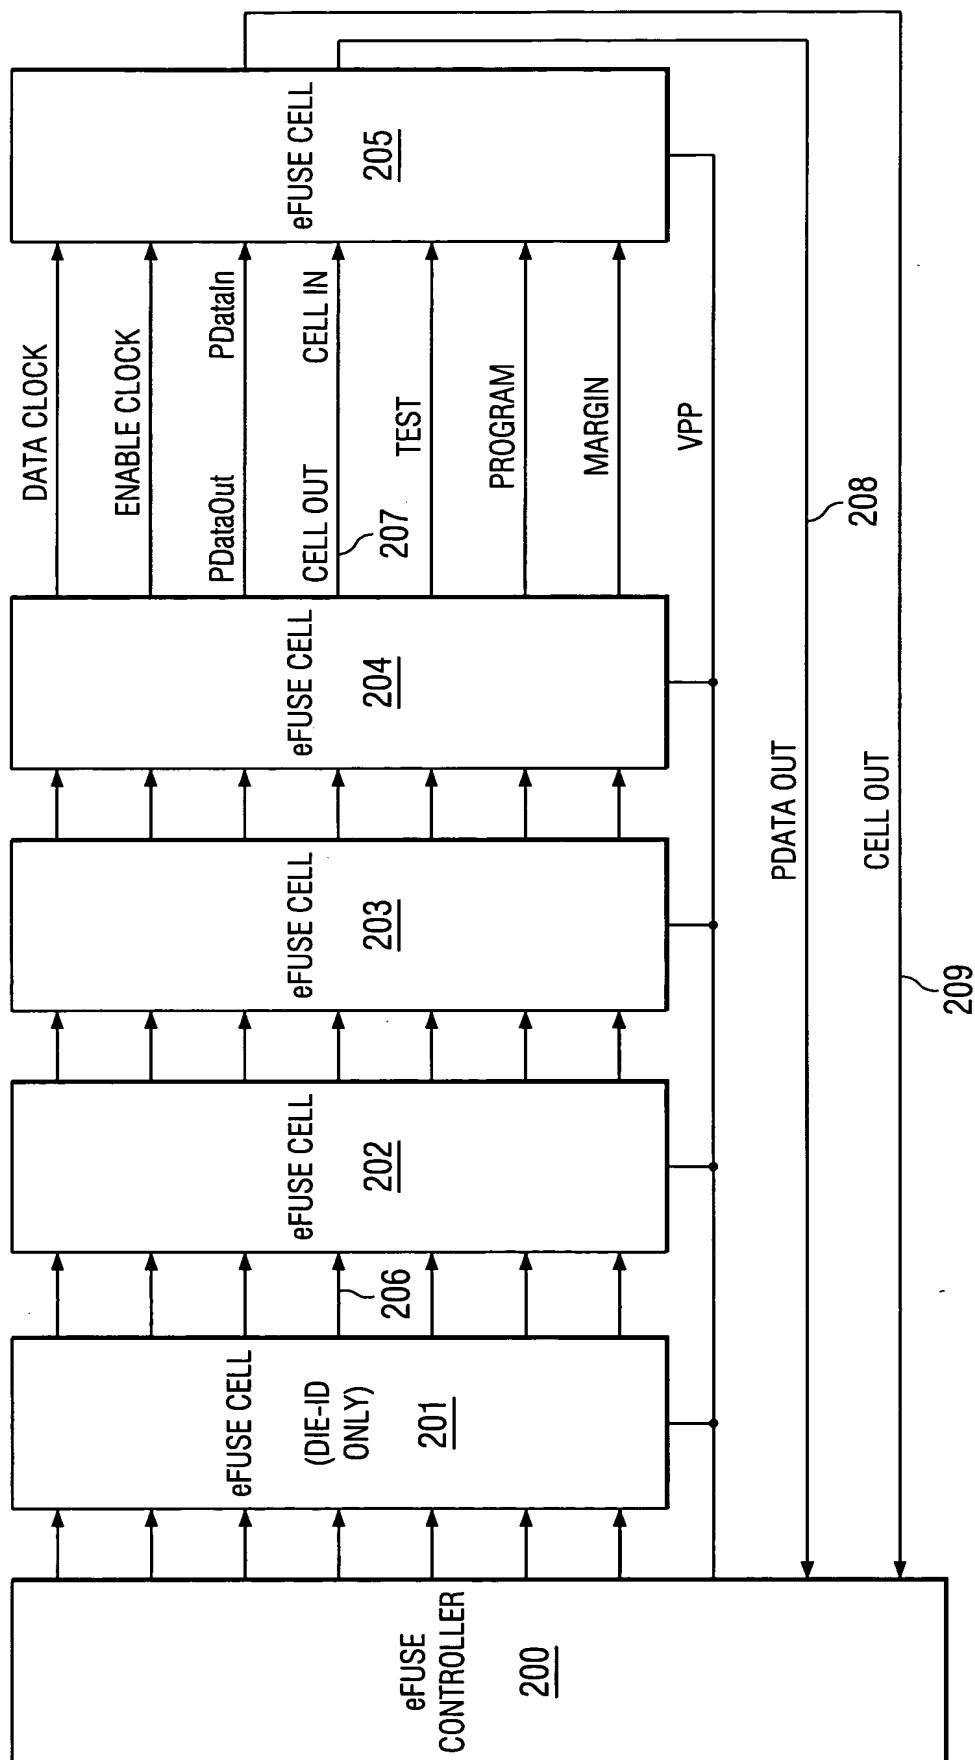 eFUSE
CONTROLLER
200
eFUSE CELL
(DIE-ID
ONLY)
201
206
eFUSE CELL
202
eFUSE CELL
203
eFUSE CELL
204
DATA CLOCK
ENABLE CLOCK
PDataOut
PDataIn
CELL OUT
CELL IN
207
TEST
PROGRAM
MARGIN
VPP
eFUSE CELL
205
PDATA OUT
208
CELL OUT
209